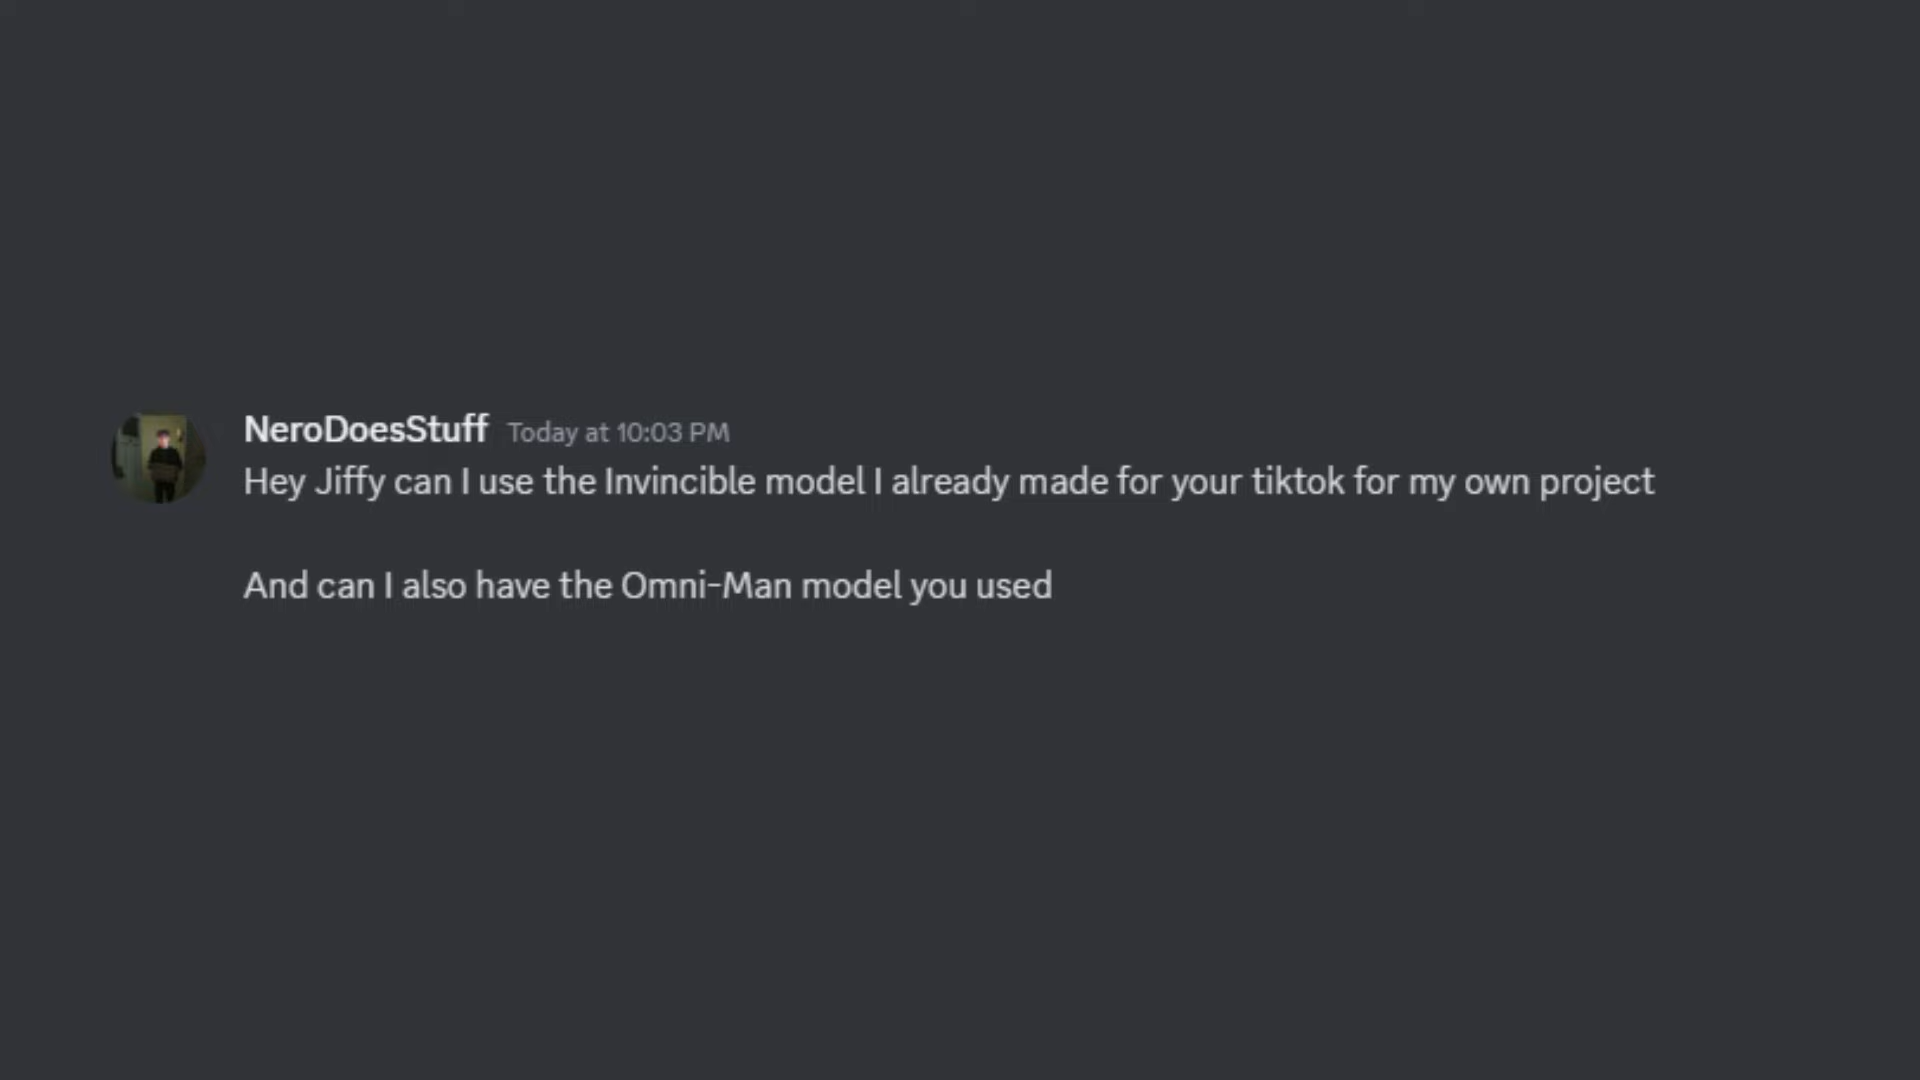 NeroDoesStuff Today at 10:03 PM
Hey Jiffy can I use the Invincible model I already made for your tiktok for my own project
And can I also have the Omni-Man model you used